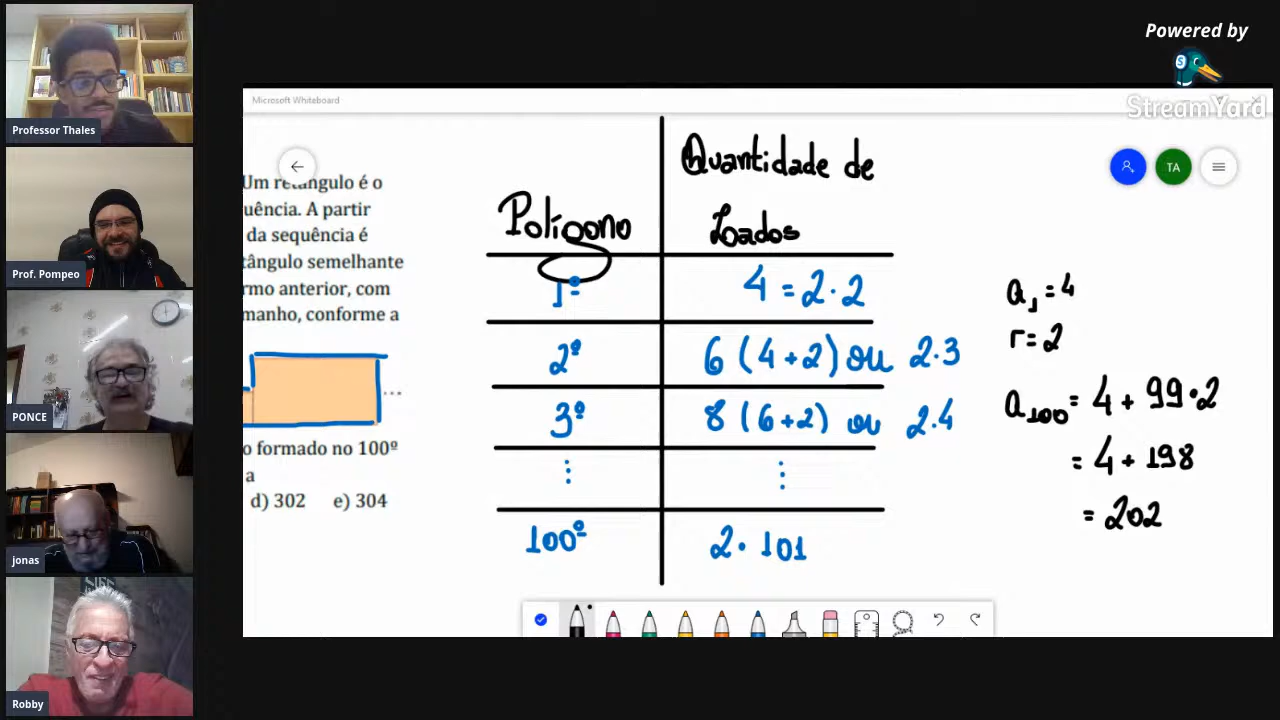 Powered by
StreamYard
Professor Thales
Prof. Pompeo
PONCE
jonas
Robby
Microsoft Whiteboard
TA
Um retângulo é o
uência. A partir
da sequência é
tângulo semelhante
rmo anterior, com
manho, conforme a
...
o formado no 100º
a
d) 302 e) 304
Polígono
Quantidade de
Lados
1º
4 = 2·2
2º
6 (4+2) ou 2·3
3º
8 (6+2) ou 2·4
⋮
⋮
100º
2·101
a₁ = 4
r = 2
a₁₀₀ = 4 + 99·2
= 4 + 198
= 202